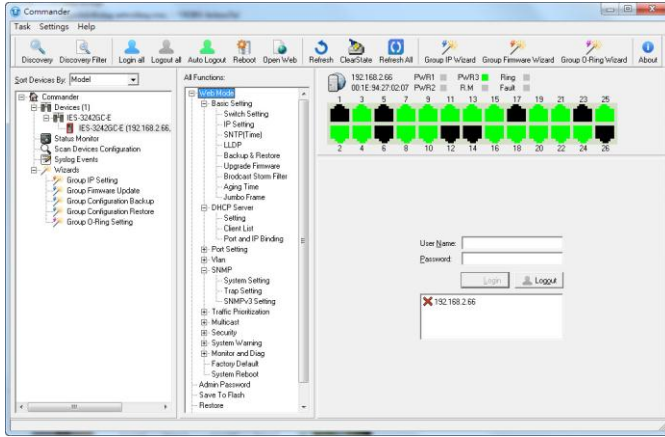 Commander
Task Settings Help
Discovery Discovery Filter Login all Logout all Auto Logout Reboot Open Web Refresh ClearState Refresh All Group IP Wizard Group Firmware Wizard Group O-Ring Wizard About
Sort Devices By: Model
Commander
Devices (1)
IES-3242GC-E
IES-3242GC-E (192.168.2.66,
Status Monitor
Scan Devices Configuration
Syslog Events
Wizards
Group IP Setting
Group Firmware Update
Group Configuration Backup
Group Configuration Restore
Group O-Ring Setting
All Functions:
Web Mode
Basic Setting
Switch Setting
IP Setting
SNTP(Time)
LLDP
Backup & Restore
Upgrade Firmware
Brodcast Storm Filter
Aging Time
Jumbo Frame
DHCP Server
Setting
Client List
Port and IP Binding
Port Setting
Vlan
SNMP
System Setting
Trap Setting
SNMPv3 Setting
Traffic Prioritization
Multicast
Security
System Warning
Monitor and Diag
Factory Default
System Reboot
Admin Password
Save To Flash
Restore
192.168.2.66 PWR1 PWR3 Ring
00:1E:94:27:02:07 PWR2 R.M Fault
1 3 5 7 9 11 13 15 17 19 21 22 23 25
2 4 6 8 10 12 14 16 18 20 22 24 26
User Name:
Password:
Login Logout
192.168.2.66